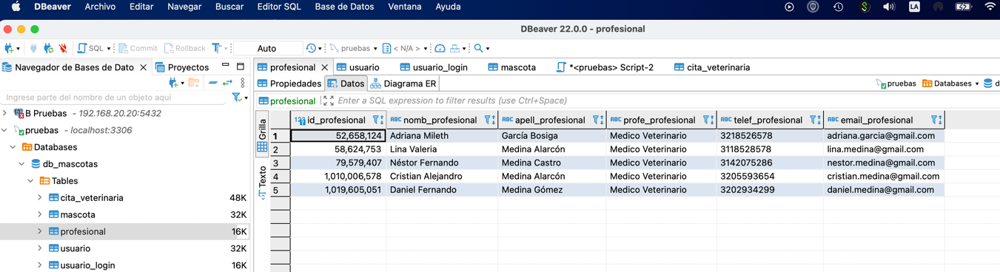 DBeaver Archivo Editar Navegar Buscar Editor SQL Base de Datos Ventana Ayuda LA
DBeaver 22.0.0 - profesional
SQL Commit Rollback T Auto pruebas < N/A >
Navegador de Bases de Dato Proyectos
Ingrese parte del nombre de un objeto aquí
B Pruebas - 192.168.20.20:5432
pruebas - localhost:3306
Databases
db_mascotas
Tables
cita_veterinaria 48K
mascota 32K
profesional 16K
usuario 32K
usuario_login 16K
profesional usuario usuario_login mascota *<pruebas> Script-2 cita_veterinaria
Propiedades Datos Diagrama ER pruebas Databases d
profesional Enter a SQL expression to filter results (use Ctrl+Space)
Grilla
Texto
123 id_profesional ABC nomb_profesional ABC apell_profesional ABC profe_profesional ABC telef_profesional ABC email_profesional
1 52,658,124 Adriana Mileth García Bosiga Medico Veterinario 3218526578 adriana.garcia@gmail.com
2 58,624,753 Lina Valeria Medina Alarcón Medico Veterinario 3118528578 lina.medina@gmail.com
3 79,579,407 Néstor Fernando Medina Castro Medico Veterinario 3142075286 nestor.medina@gmail.com
4 1,010,006,578 Cristian Alejandro Medina Alarcón Medico Veterinario 3205593654 cristian.medina@gmail.com
5 1,019,605,051 Daniel Fernando Medina Gómez Medico Veterinario 3202934299 daniel.medina@gmail.com